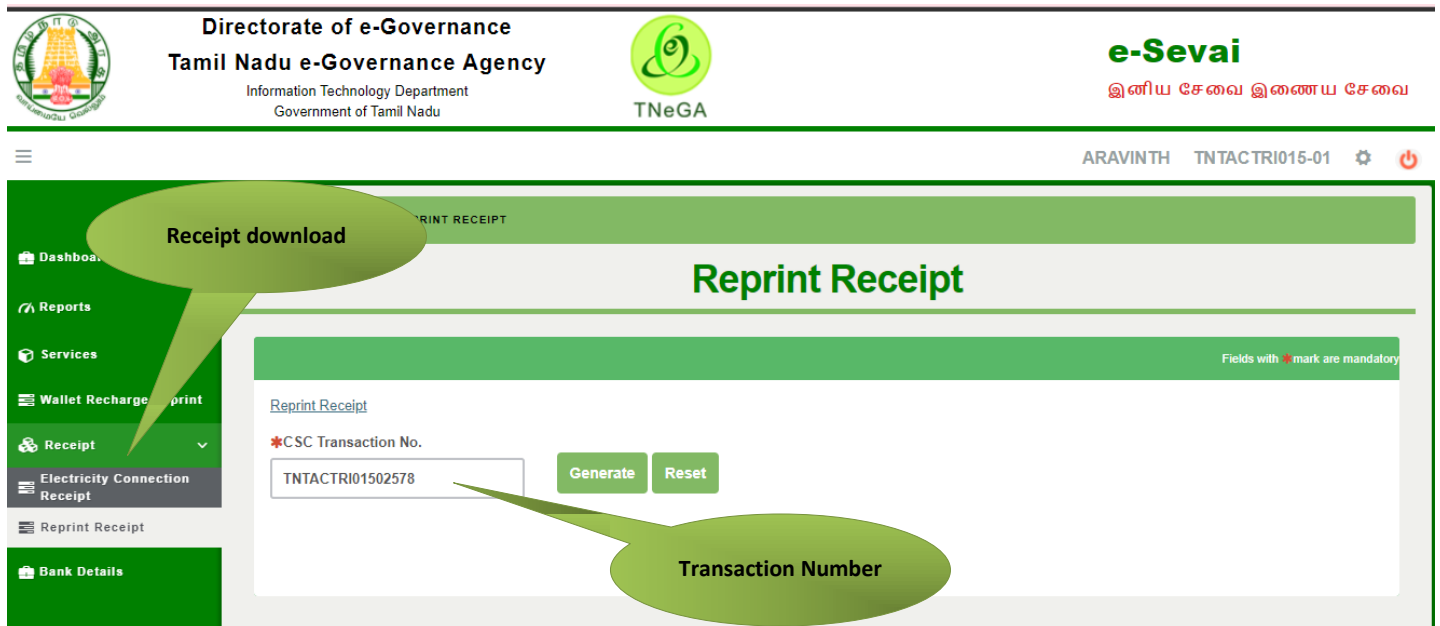 Directorate of e-Governance
Tamil Nadu e-Governance Agency
Information Technology Department
Government of Tamil Nadu
TNeGA
e-Sevai
இனிய சேவை இணைய சேவை
ARAVINTH TNTACTRI015-01
RECEIPT
Receipt download
Reprint Receipt
Reports
Services
Wallet Recharge
Receipt
Electricity Connection
Receipt
Reprint Receipt
Bank Details
Fields with *mark are mandatory
Reprint Receipt
*CSC Transaction No.
TNTACTRI01502578
Generate Reset
Transaction Number